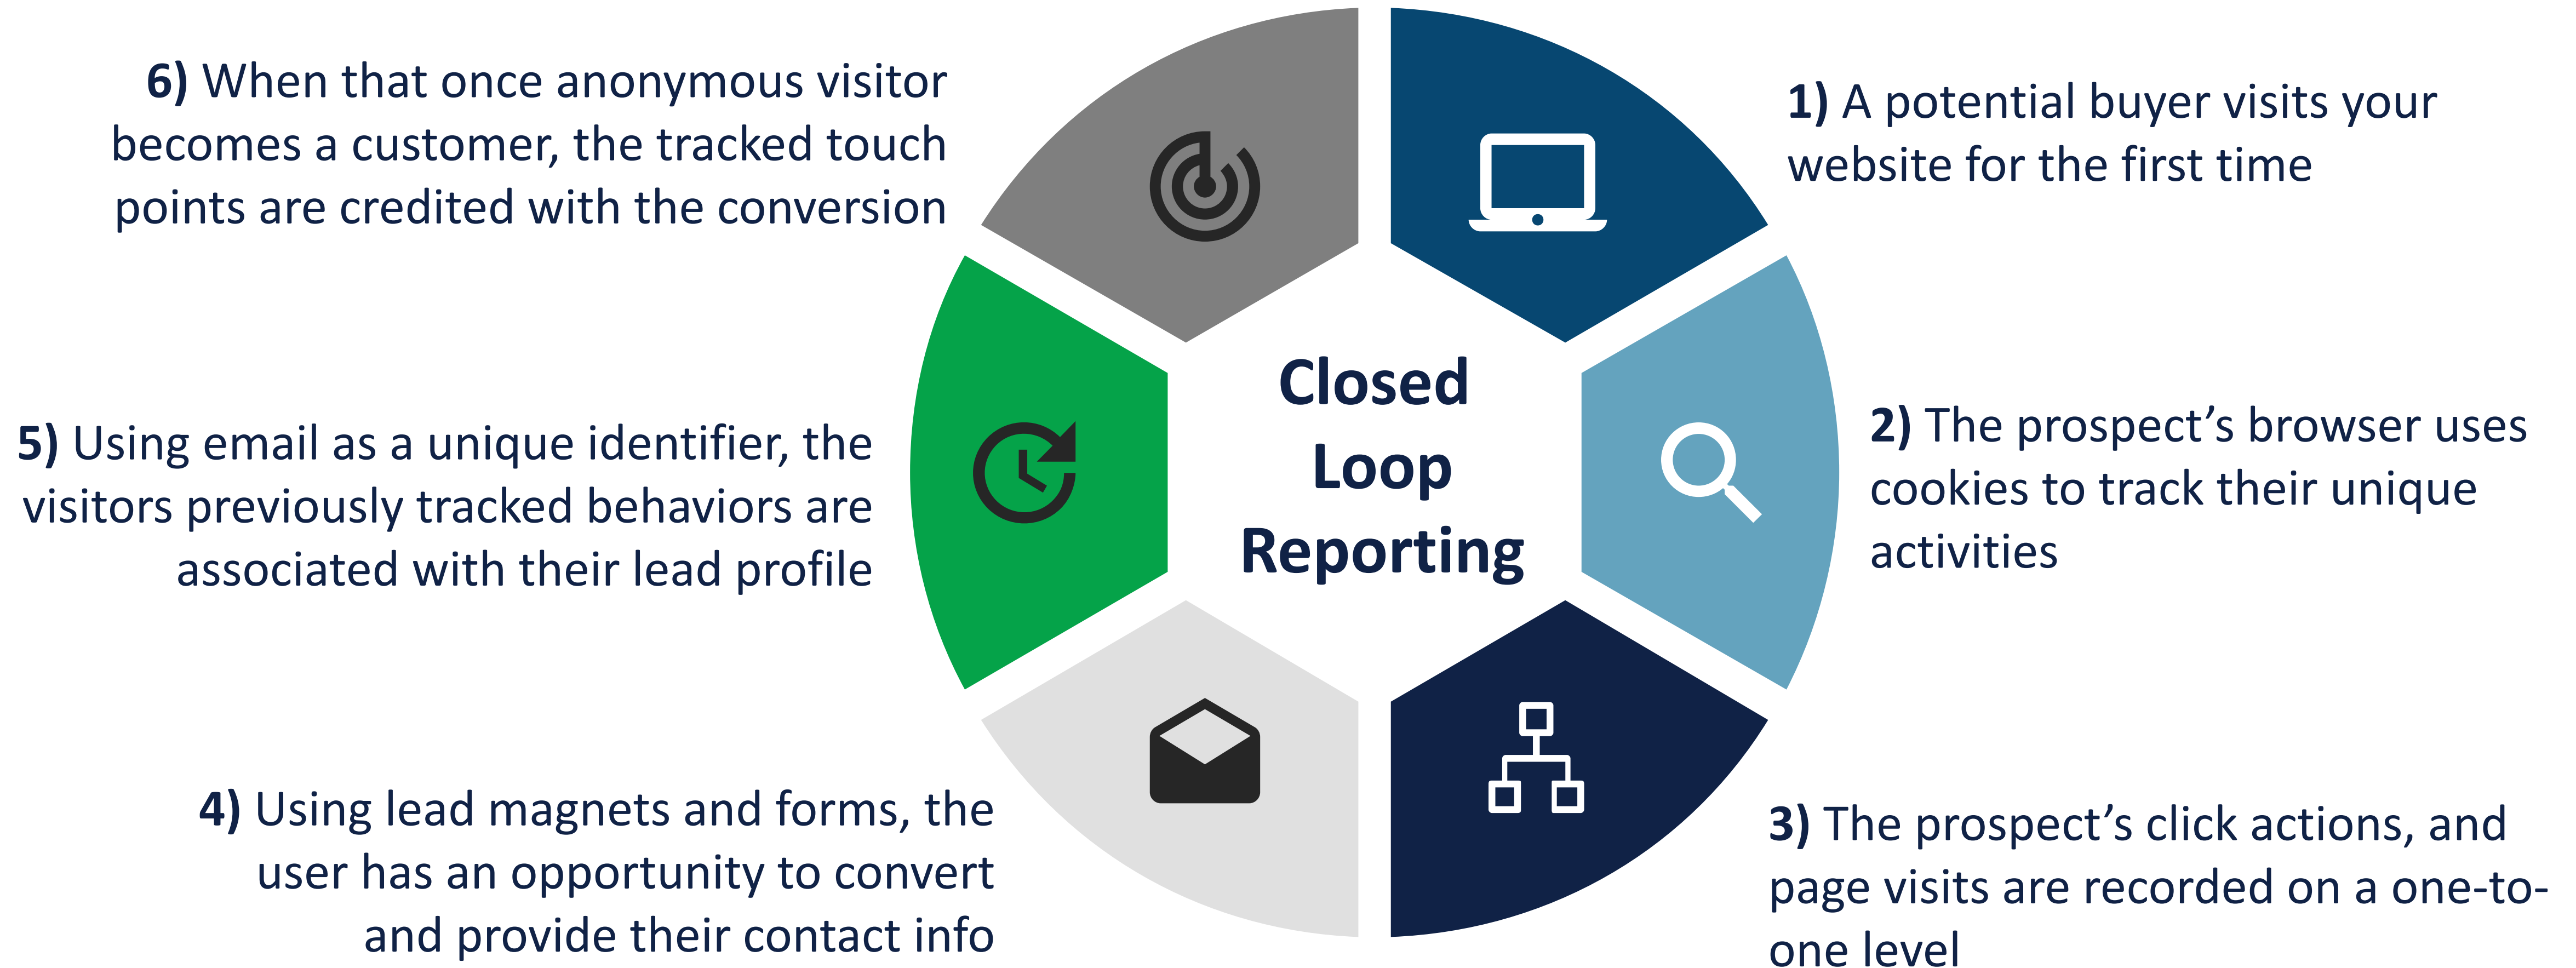 Closed
Loop
Reporting
1) A potential buyer visits your
website for the first time
2) The prospect’s browser uses
cookies to track their unique
activities
3) The prospect’s click actions, and
page visits are recorded on a one-to-
one level
4) Using lead magnets and forms, the
user has an opportunity to convert
and provide their contact info
5) Using email as a unique identifier, the
visitors previously tracked behaviors are
associated with their lead profile
6) When that once anonymous visitor
becomes a customer, the tracked touch
points are credited with the conversion